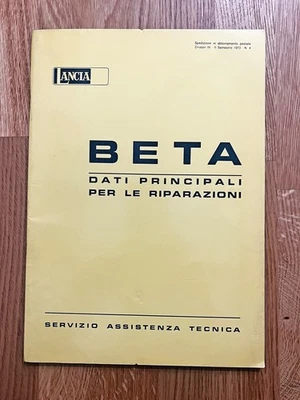 Spedizione in abbonamento postale
LANCIA
BETA
DATI PRINCIPALI
PER LE RIPARAZIONI
SERVIZIO ASSISTENZA TECNICA